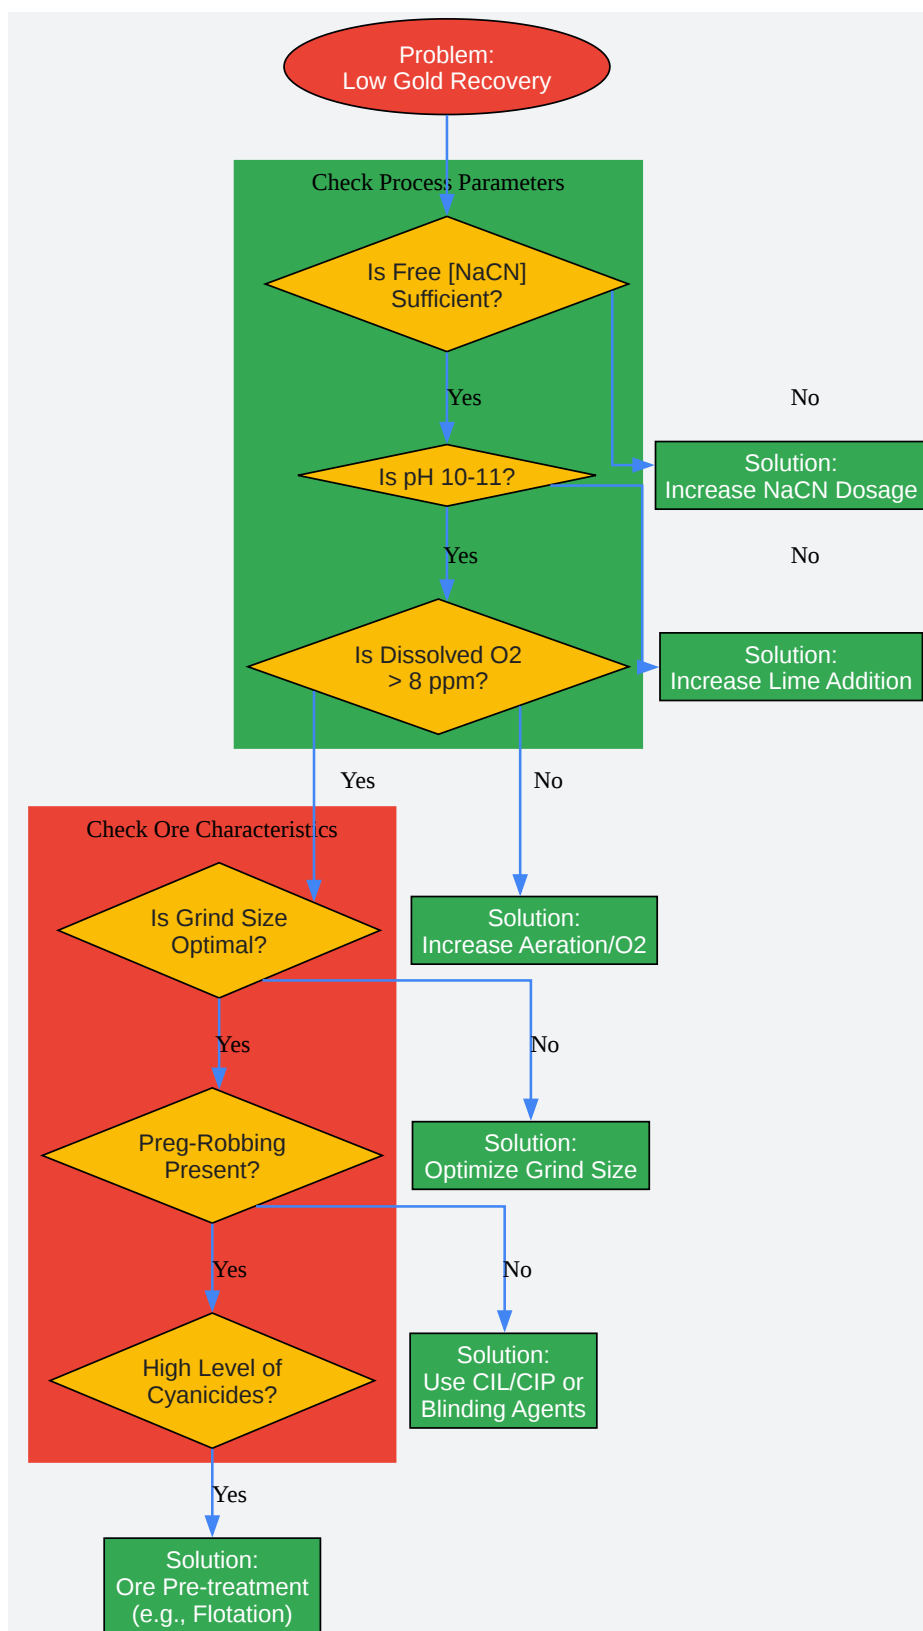 Problem:
Low Gold Recovery
Check Process Parameters
Is Free [NaCN]
Sufficient?
Yes
No
Is pH 10-11?
Solution:
Increase NaCN Dosage
Yes
No
Is Dissolved O2
> 8 ppm?
Solution:
Increase Lime Addition
Yes
No
Check Ore Characteristics
Is Grind Size
Optimal?
Solution:
Increase Aeration/O2
Yes
No
Preg-Robbing
Present?
Solution:
Optimize Grind Size
Yes
No
High Level of
Cyanicides?
Solution:
Use CIL/CIP or
Blinding Agents
Yes
Solution:
Ore Pre-treatment
(e.g., Flotation)